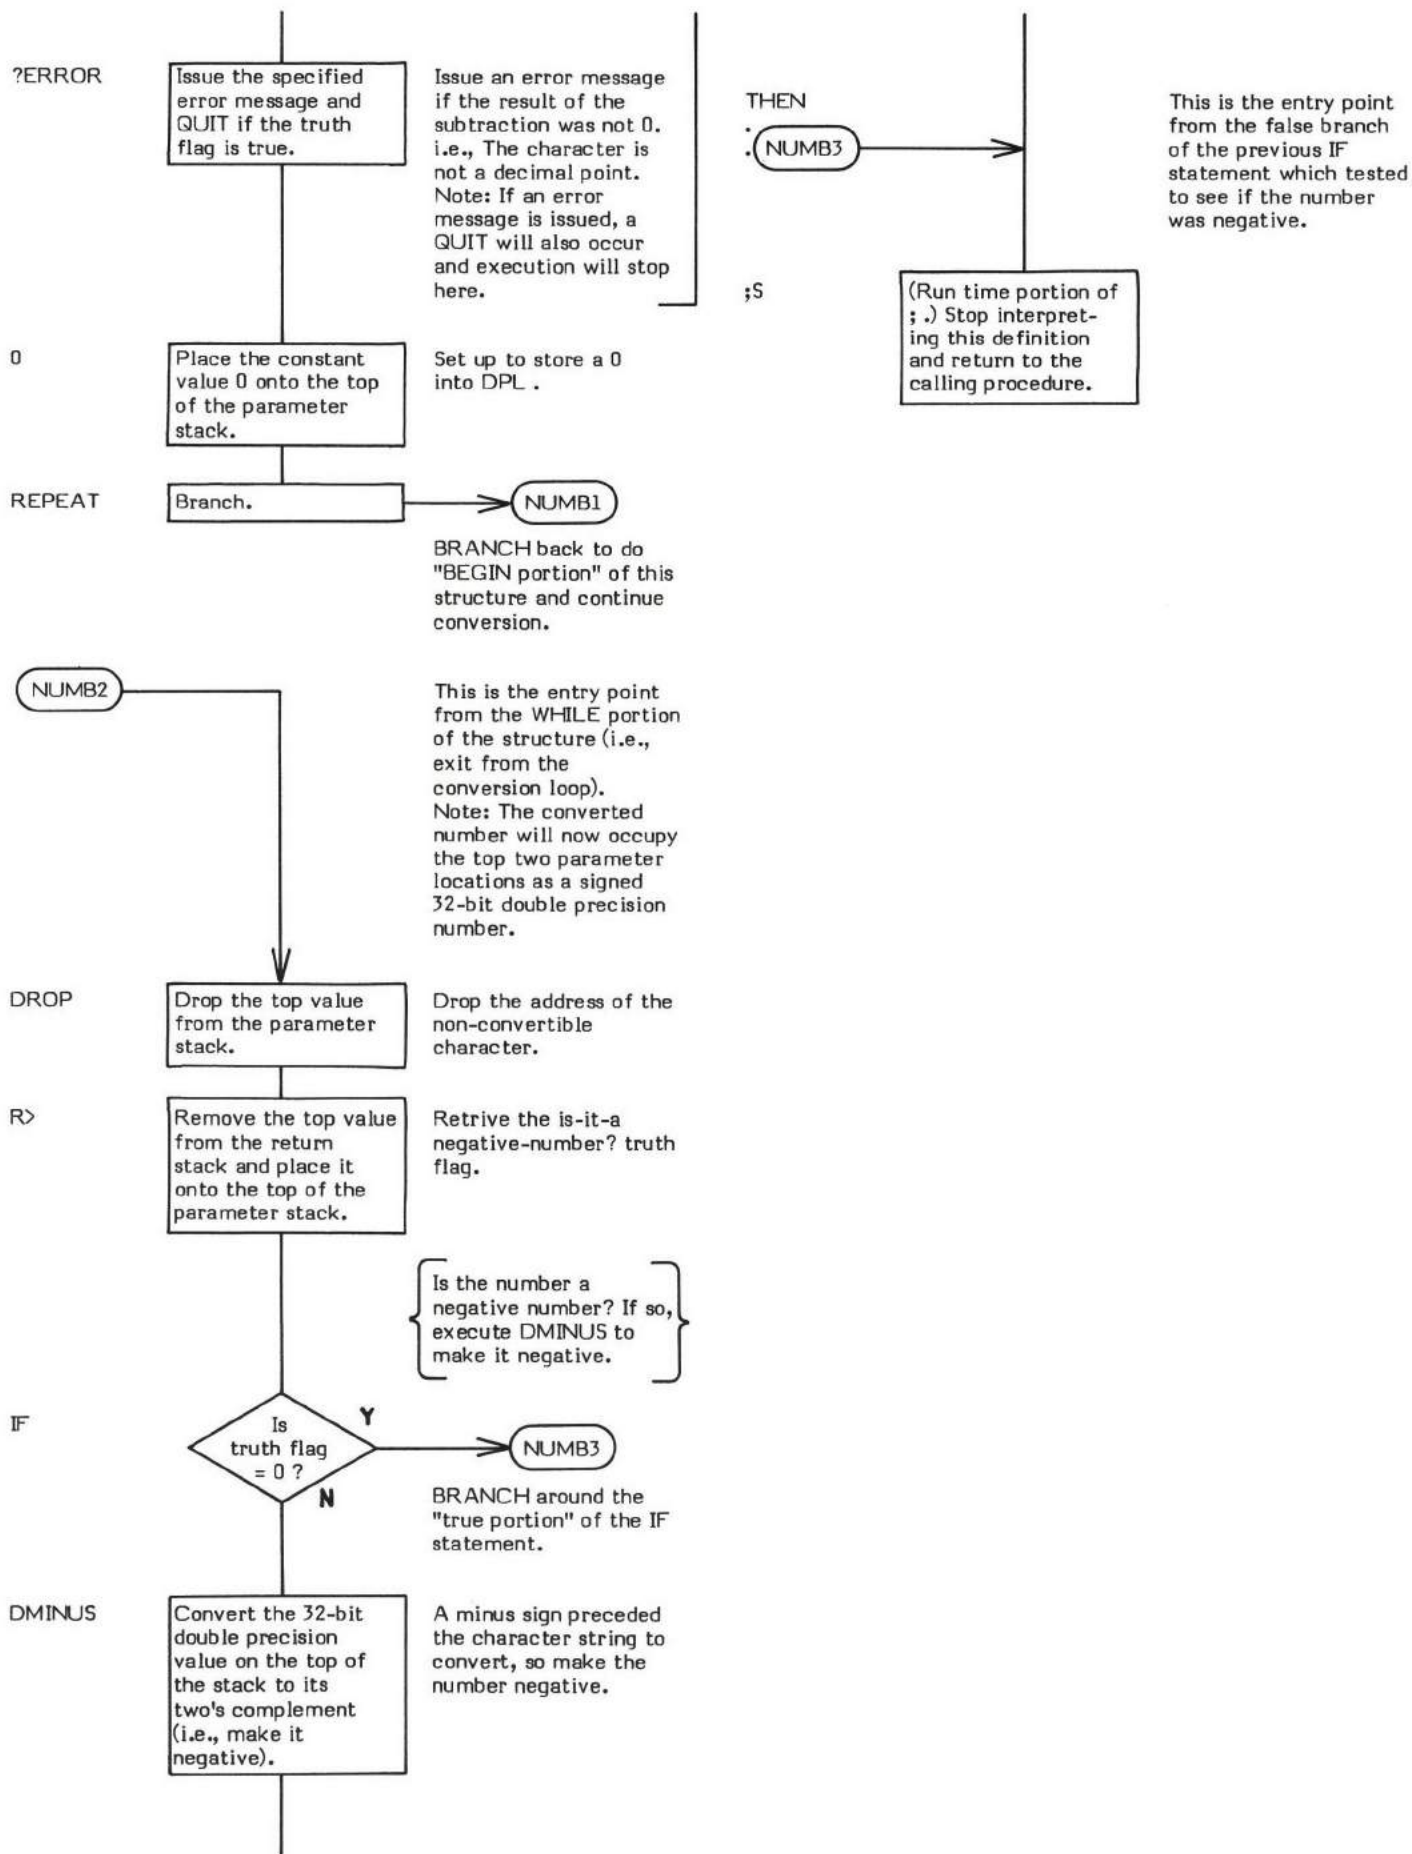 ?ERROR
Issue the specified
error message and
QUIT if the truth
flag is true.
Issue an error message
if the result of the
subtraction was not 0.
i.e., The character is
not a decimal point.
Note: If an error
message is issued, a
QUIT will also occur
and execution will stop
here.
0
Place the constant
value 0 onto the top
of the parameter
stack.
Set up to store a 0
into DPL .
REPEAT
Branch.
NUMB1
BRANCH back to do
"BEGIN portion" of this
structure and continue
conversion.
NUMB2
This is the entry point
from the WHILE portion
of the structure (i.e.,
exit from the
conversion loop).
Note: The converted
number will now occupy
the top two parameter
locations as a signed
32-bit double precision
number.
DROP
Drop the top value
from the parameter
stack.
Drop the address of the
non-convertible
character.
R>
Remove the top value
from the return
stack and place it
onto the top of the
parameter stack.
Retrive the is-it-a
negative-number? truth
flag.
Is the number a
negative number? If so,
execute DMINUS to
make it negative.
IF
Is
truth flag
= 0 ?
Y
N
NUMB3
BRANCH around the
"true portion" of the IF
statement.
DMINUS
Convert the 32-bit
double precision
value on the top of
the stack to its
two's complement
(i.e., make it
negative).
A minus sign preceded
the character string to
convert, so make the
number negative.
THEN
:
NUMB3
This is the entry point
from the false branch
of the previous IF
statement which tested
to see if the number
was negative.
;S
(Run time portion of
; .) Stop interpret-
ing this definition
and return to the
calling procedure.